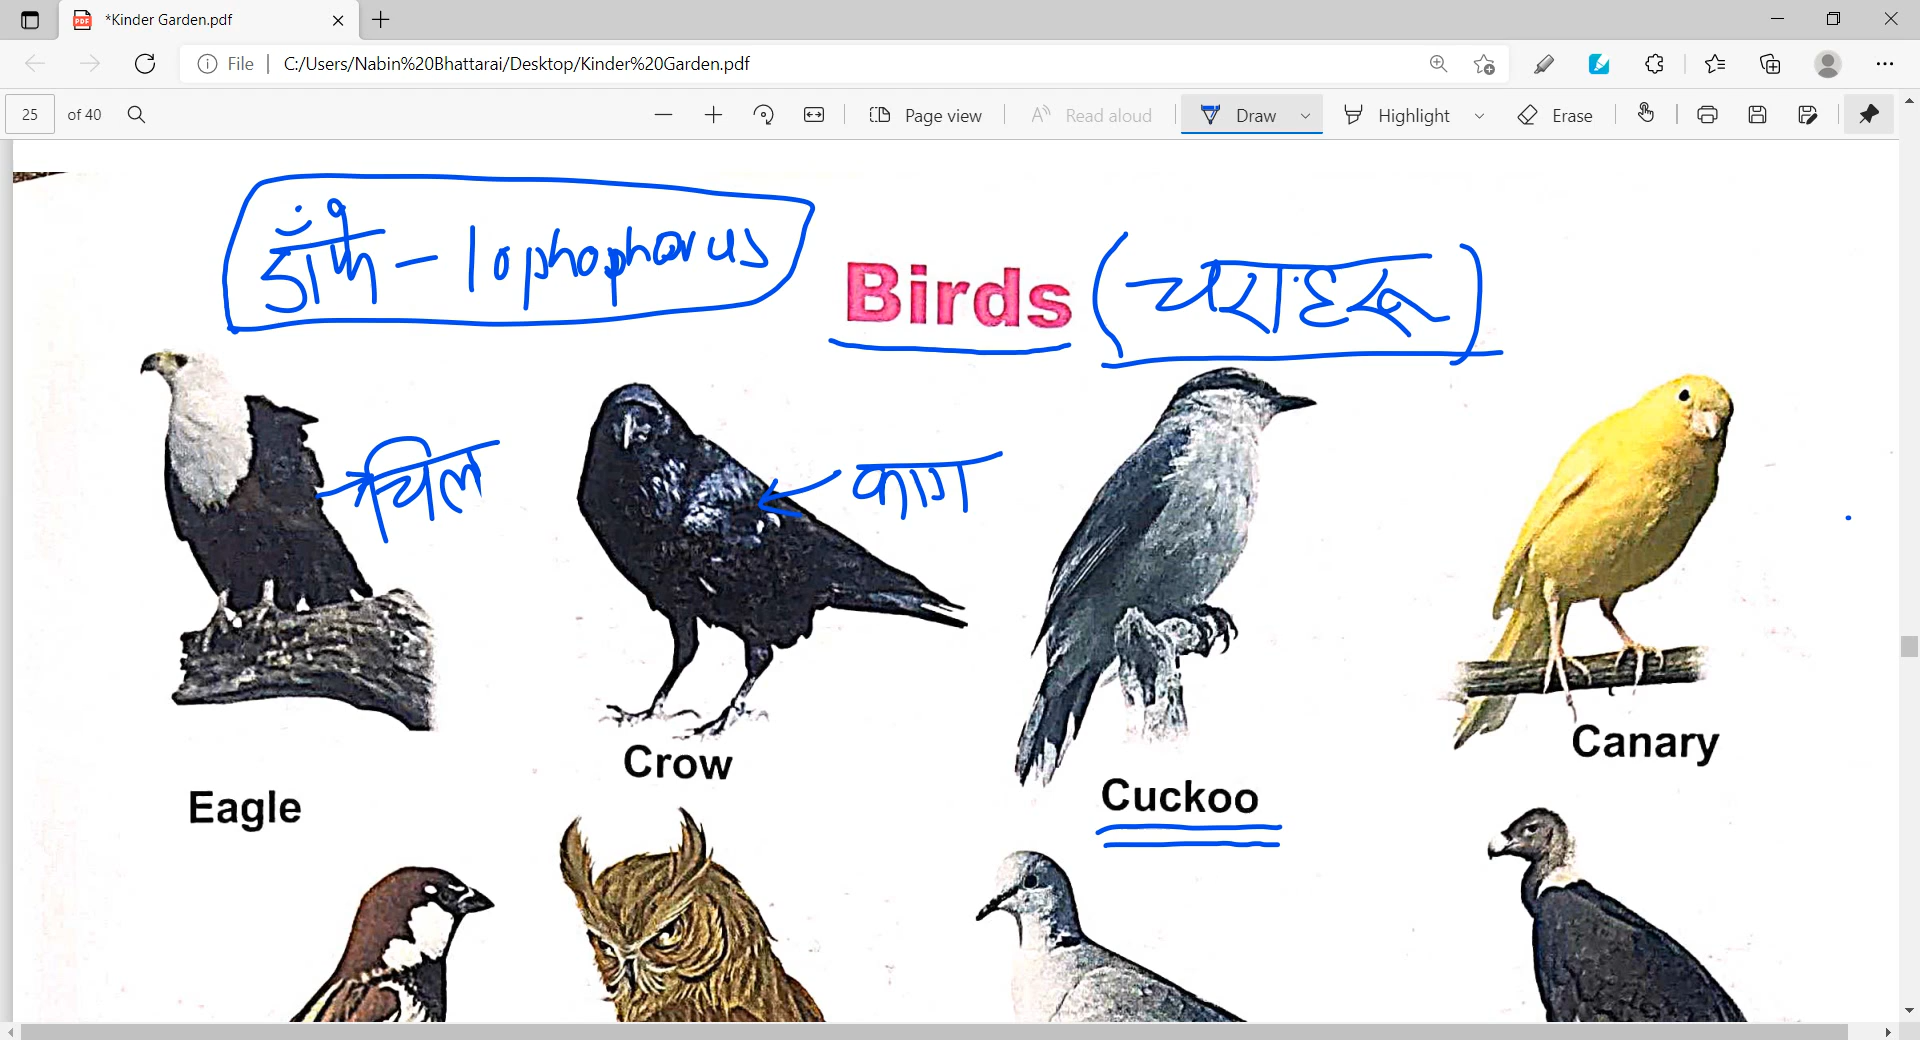 *Kinder Garden.pdf
File | C:/Users/Nabin%20Bhattarai/Desktop/Kinder%20Garden.pdf
25 of 40
Page view
Read aloud
Draw
Highlight
Erase
डाँफे - lophophorus
Birds (चराहरू)
चिल
काग
Eagle
Crow
Cuckoo
Canary